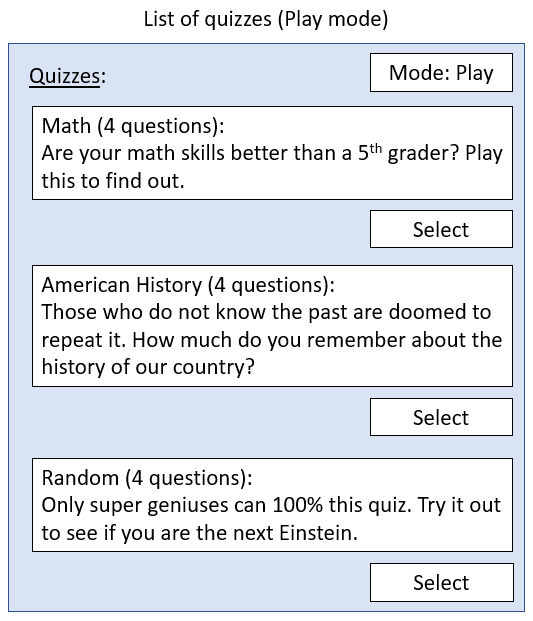 List of quizzes (Play mode)
Quizzes:
Mode: Play
Math (4 questions):
Are your math skills better than a 5th grader? Play
this to find out.
Select
American History (4 questions):
Those who do not know the past are doomed to
repeat it. How much do you remember about the
history of our country?
Select
Random (4 questions):
Only super geniuses can 100% this quiz. Try it out
to see if you are the next Einstein.
Select